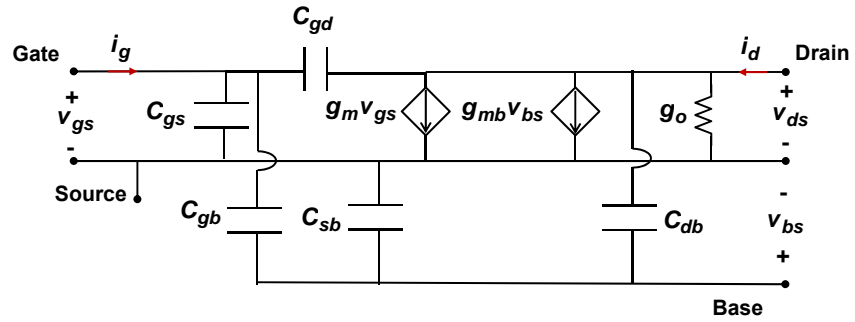 C_gd
Gate i_g i_d Drain
+ +
v_gs C_gs g_m v_gs g_mb v_bs g_o v_ds
- -
Source -
C_gb C_sb C_db v_bs
+
Base